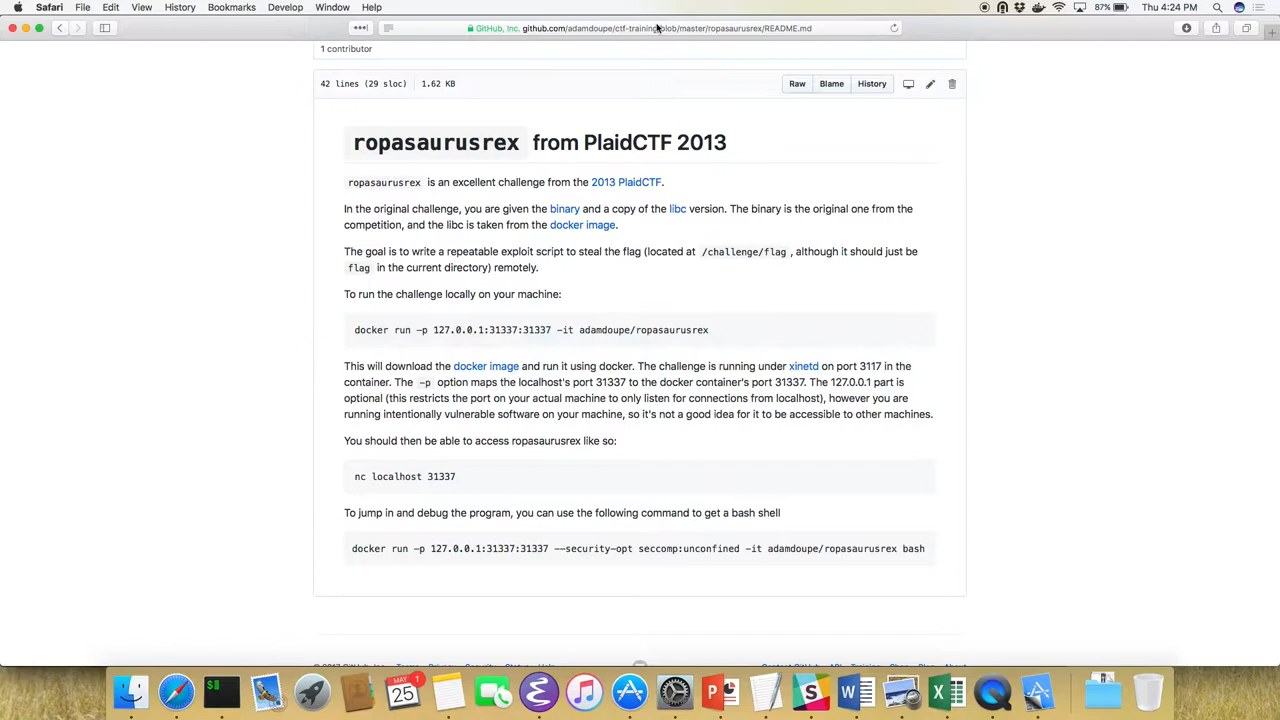 Safari File Edit View History Bookmarks Develop Window Help 87% Thu 4:24 PM
GitHub, Inc. github.com/adamdoupe/ctf-training/blob/master/ropasaurusrex/README.md
1 contributor
42 lines (29 sloc) 1.62 KB Raw Blame History
ropasaurusrex from PlaidCTF 2013
ropasaurusrex is an excellent challenge from the 2013 PlaidCTF.
In the original challenge, you are given the binary and a copy of the libc version. The binary is the original one from the
competition, and the libc is taken from the docker image.
The goal is to write a repeatable exploit script to steal the flag (located at /challenge/flag , although it should just be
flag in the current directory) remotely.
To run the challenge locally on your machine:
docker run -p 127.0.0.1:31337:31337 -it adamdoupe/ropasaurusrex
This will download the docker image and run it using docker. The challenge is running under xinetd on port 3117 in the
container. The -p option maps the localhost's port 31337 to the docker container's port 31337. The 127.0.0.1 part is
optional (this restricts the port on your actual machine to only listen for connections from localhost), however you are
running intentionally vulnerable software on your machine, so it's not a good idea for it to be accessible to other machines.
You should then be able to access ropasaurusrex like so:
nc localhost 31337
To jump in and debug the program, you can use the following command to get a bash shell
docker run -p 127.0.0.1:31337:31337 --security-opt seccomp:unconfined -it adamdoupe/ropasaurusrex bash
MAY
25
1